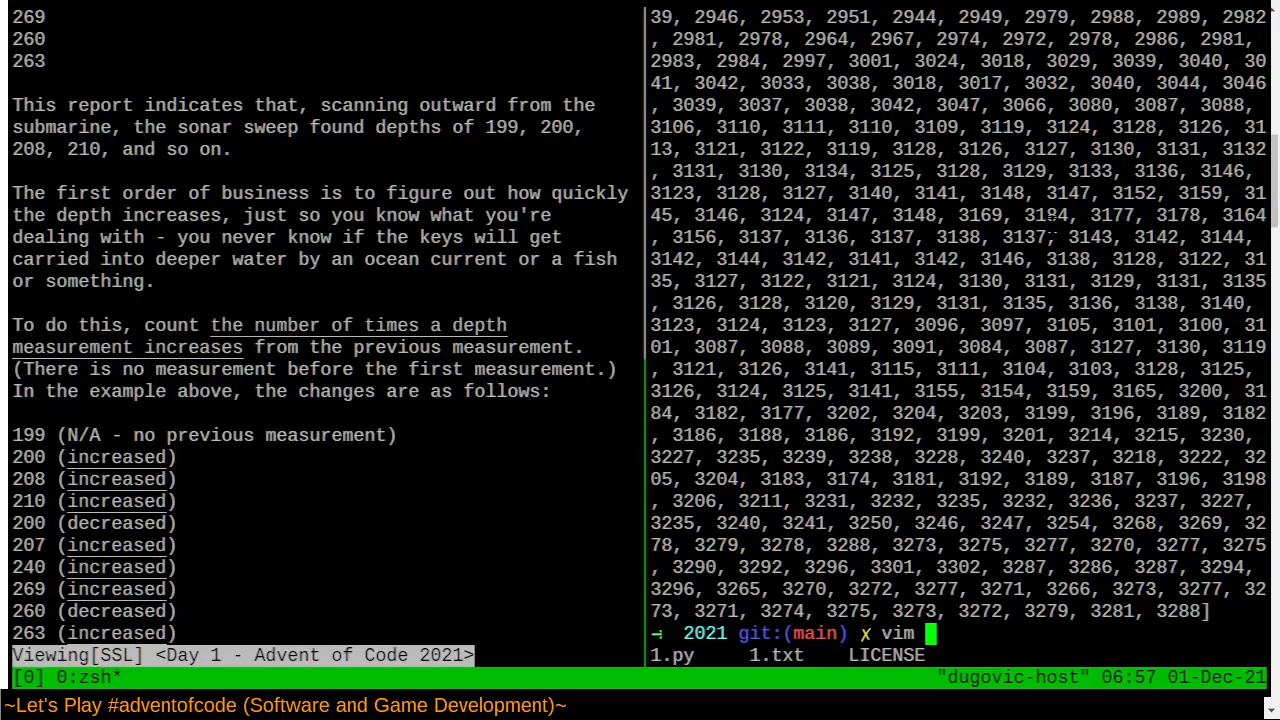 269
260
263
This report indicates that, scanning outward from the
submarine, the sonar sweep found depths of 199, 200,
208, 210, and so on.
The first order of business is to figure out how quickly
the depth increases, just so you know what you're
dealing with - you never know if the keys will get
carried into deeper water by an ocean current or a fish
or something.
To do this, count the number of times a depth
measurement increases from the previous measurement.
(There is no measurement before the first measurement.)
In the example above, the changes are as follows:
199 (N/A - no previous measurement)
200 (increased)
208 (increased)
210 (increased)
200 (decreased)
207 (increased)
240 (increased)
269 (increased)
260 (decreased)
263 (increased)
Viewing[SSL] <Day 1 - Advent of Code 2021>
39, 2946, 2953, 2951, 2944, 2949, 2979, 2988, 2989, 2982
, 2981, 2978, 2964, 2967, 2974, 2972, 2978, 2986, 2981,
2983, 2984, 2997, 3001, 3024, 3018, 3029, 3039, 3040, 30
41, 3042, 3033, 3038, 3018, 3017, 3032, 3040, 3044, 3046
, 3039, 3037, 3038, 3042, 3047, 3066, 3080, 3087, 3088,
3106, 3110, 3111, 3110, 3109, 3119, 3124, 3128, 3126, 31
13, 3121, 3122, 3119, 3128, 3126, 3127, 3130, 3131, 3132
, 3131, 3130, 3134, 3125, 3128, 3129, 3133, 3136, 3146,
3123, 3128, 3127, 3140, 3141, 3148, 3147, 3152, 3159, 31
45, 3146, 3124, 3147, 3148, 3169, 3177, 3178, 3164
, 3156, 3137, 3136, 3137, 3138, 3137, 3143, 3142, 3144,
3142, 3144, 3142, 3141, 3142, 3146, 3138, 3128, 3122, 31
35, 3127, 3122, 3121, 3124, 3130, 3131, 3129, 3131, 3135
, 3126, 3128, 3120, 3129, 3131, 3135, 3136, 3138, 3140,
3123, 3124, 3123, 3127, 3096, 3097, 3105, 3101, 3100, 31
01, 3087, 3088, 3089, 3091, 3084, 3087, 3127, 3130, 3119
, 3121, 3126, 3141, 3115, 3111, 3104, 3103, 3128, 3125,
3126, 3124, 3125, 3141, 3155, 3154, 3159, 3165, 3200, 31
84, 3182, 3177, 3202, 3204, 3203, 3199, 3196, 3189, 3182
, 3186, 3188, 3186, 3192, 3199, 3201, 3214, 3215, 3230,
3227, 3235, 3239, 3238, 3228, 3240, 3237, 3218, 3222, 32
05, 3204, 3183, 3174, 3181, 3192, 3189, 3187, 3196, 3198
, 3206, 3211, 3231, 3232, 3235, 3232, 3236, 3237, 3227,
3235, 3240, 3241, 3250, 3246, 3247, 3254, 3268, 3269, 32
78, 3279, 3278, 3288, 3273, 3275, 3277, 3270, 3277, 3275
, 3290, 3292, 3296, 3301, 3302, 3287, 3286, 3287, 3294,
3296, 3265, 3270, 3272, 3277, 3271, 3266, 3273, 3277, 32
73, 3271, 3274, 3275, 3273, 3272, 3279, 3281, 3288]
→ 2021 git:(main) ✗ vim
1.py 1.txt LICENSE
[0] 0:zsh* "dugovic-host" 06:57 01-Dec-21
~Let's Play #adventofcode (Software and Game Development)~